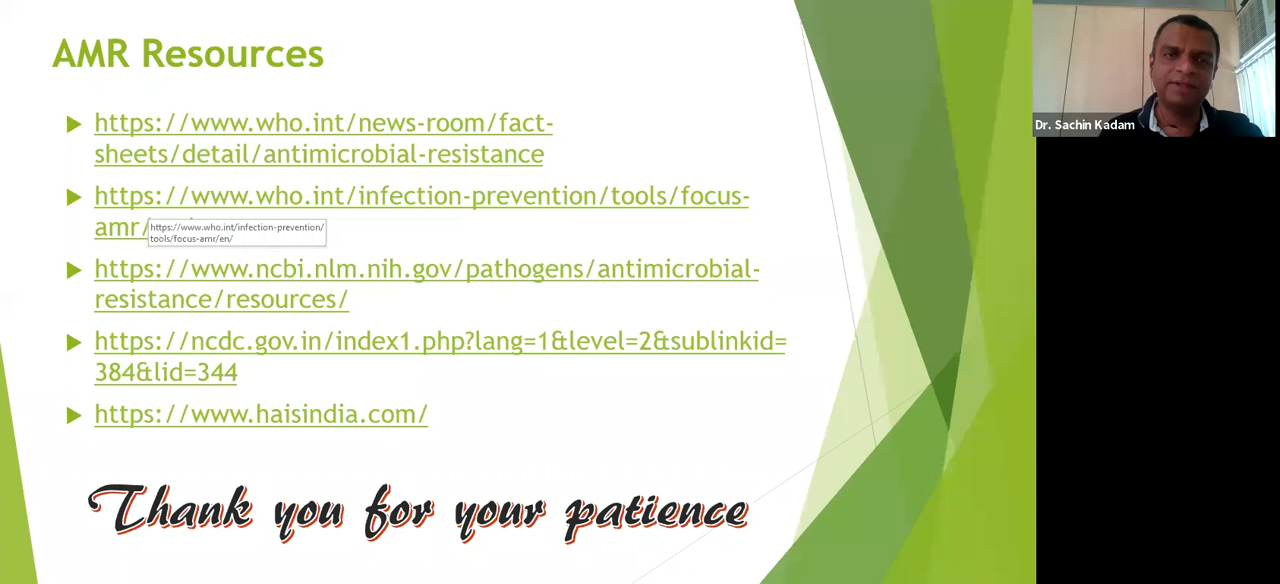 AMR Resources
https://www.who.int/news-room/fact-
sheets/detail/antimicrobial-resistance
https://www.who.int/infection-prevention/tools/focus-
amr/
https://www.who.int/infection-prevention/
tools/focus-amr/en/
https://www.ncbi.nlm.nih.gov/pathogens/antimicrobial-
resistance/resources/
https://ncdc.gov.in/index1.php?lang=1&level=2&sublinkid=
384&lid=344
https://www.haisindia.com/
Thank you for your patience
Dr. Sachin Kadam